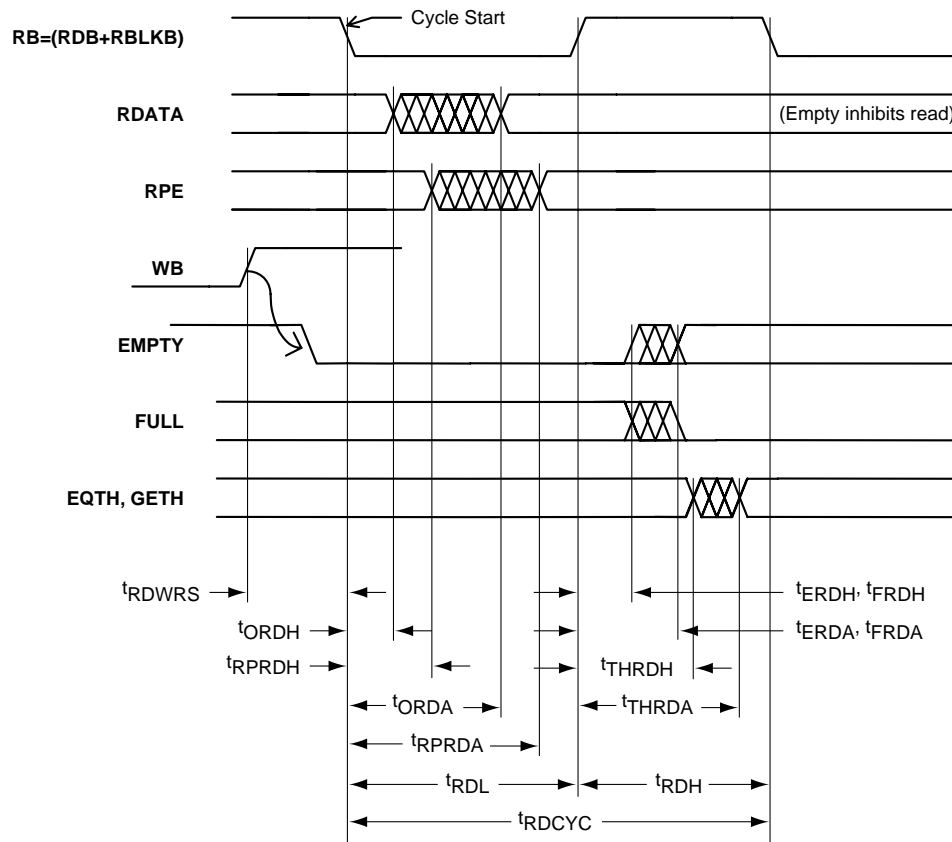 Cycle Start
RB=(RDB+RBLKB)
RDATA
(Empty inhibits read)
RPE
WB
EMPTY
FULL
EQTH, GETH
tRDWRS
tERDH, tFRDH
tORDH
tERDA, tFRDA
tRPRDH
tTHRDH
tORDA
tTHRDA
tRPRDA
tRDL
tRDH
tRDCYC